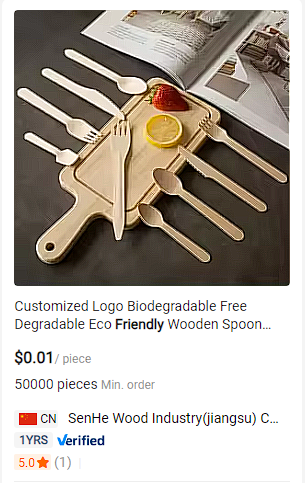 Customized Logo Biodegradable Free
Degradable Eco Friendly Wooden Spoon...
$0.01/ piece
50000 pieces Min. order
CN SenHe Wood Industry(jiangsu) C...
1YRS Verified
5.0 (1)